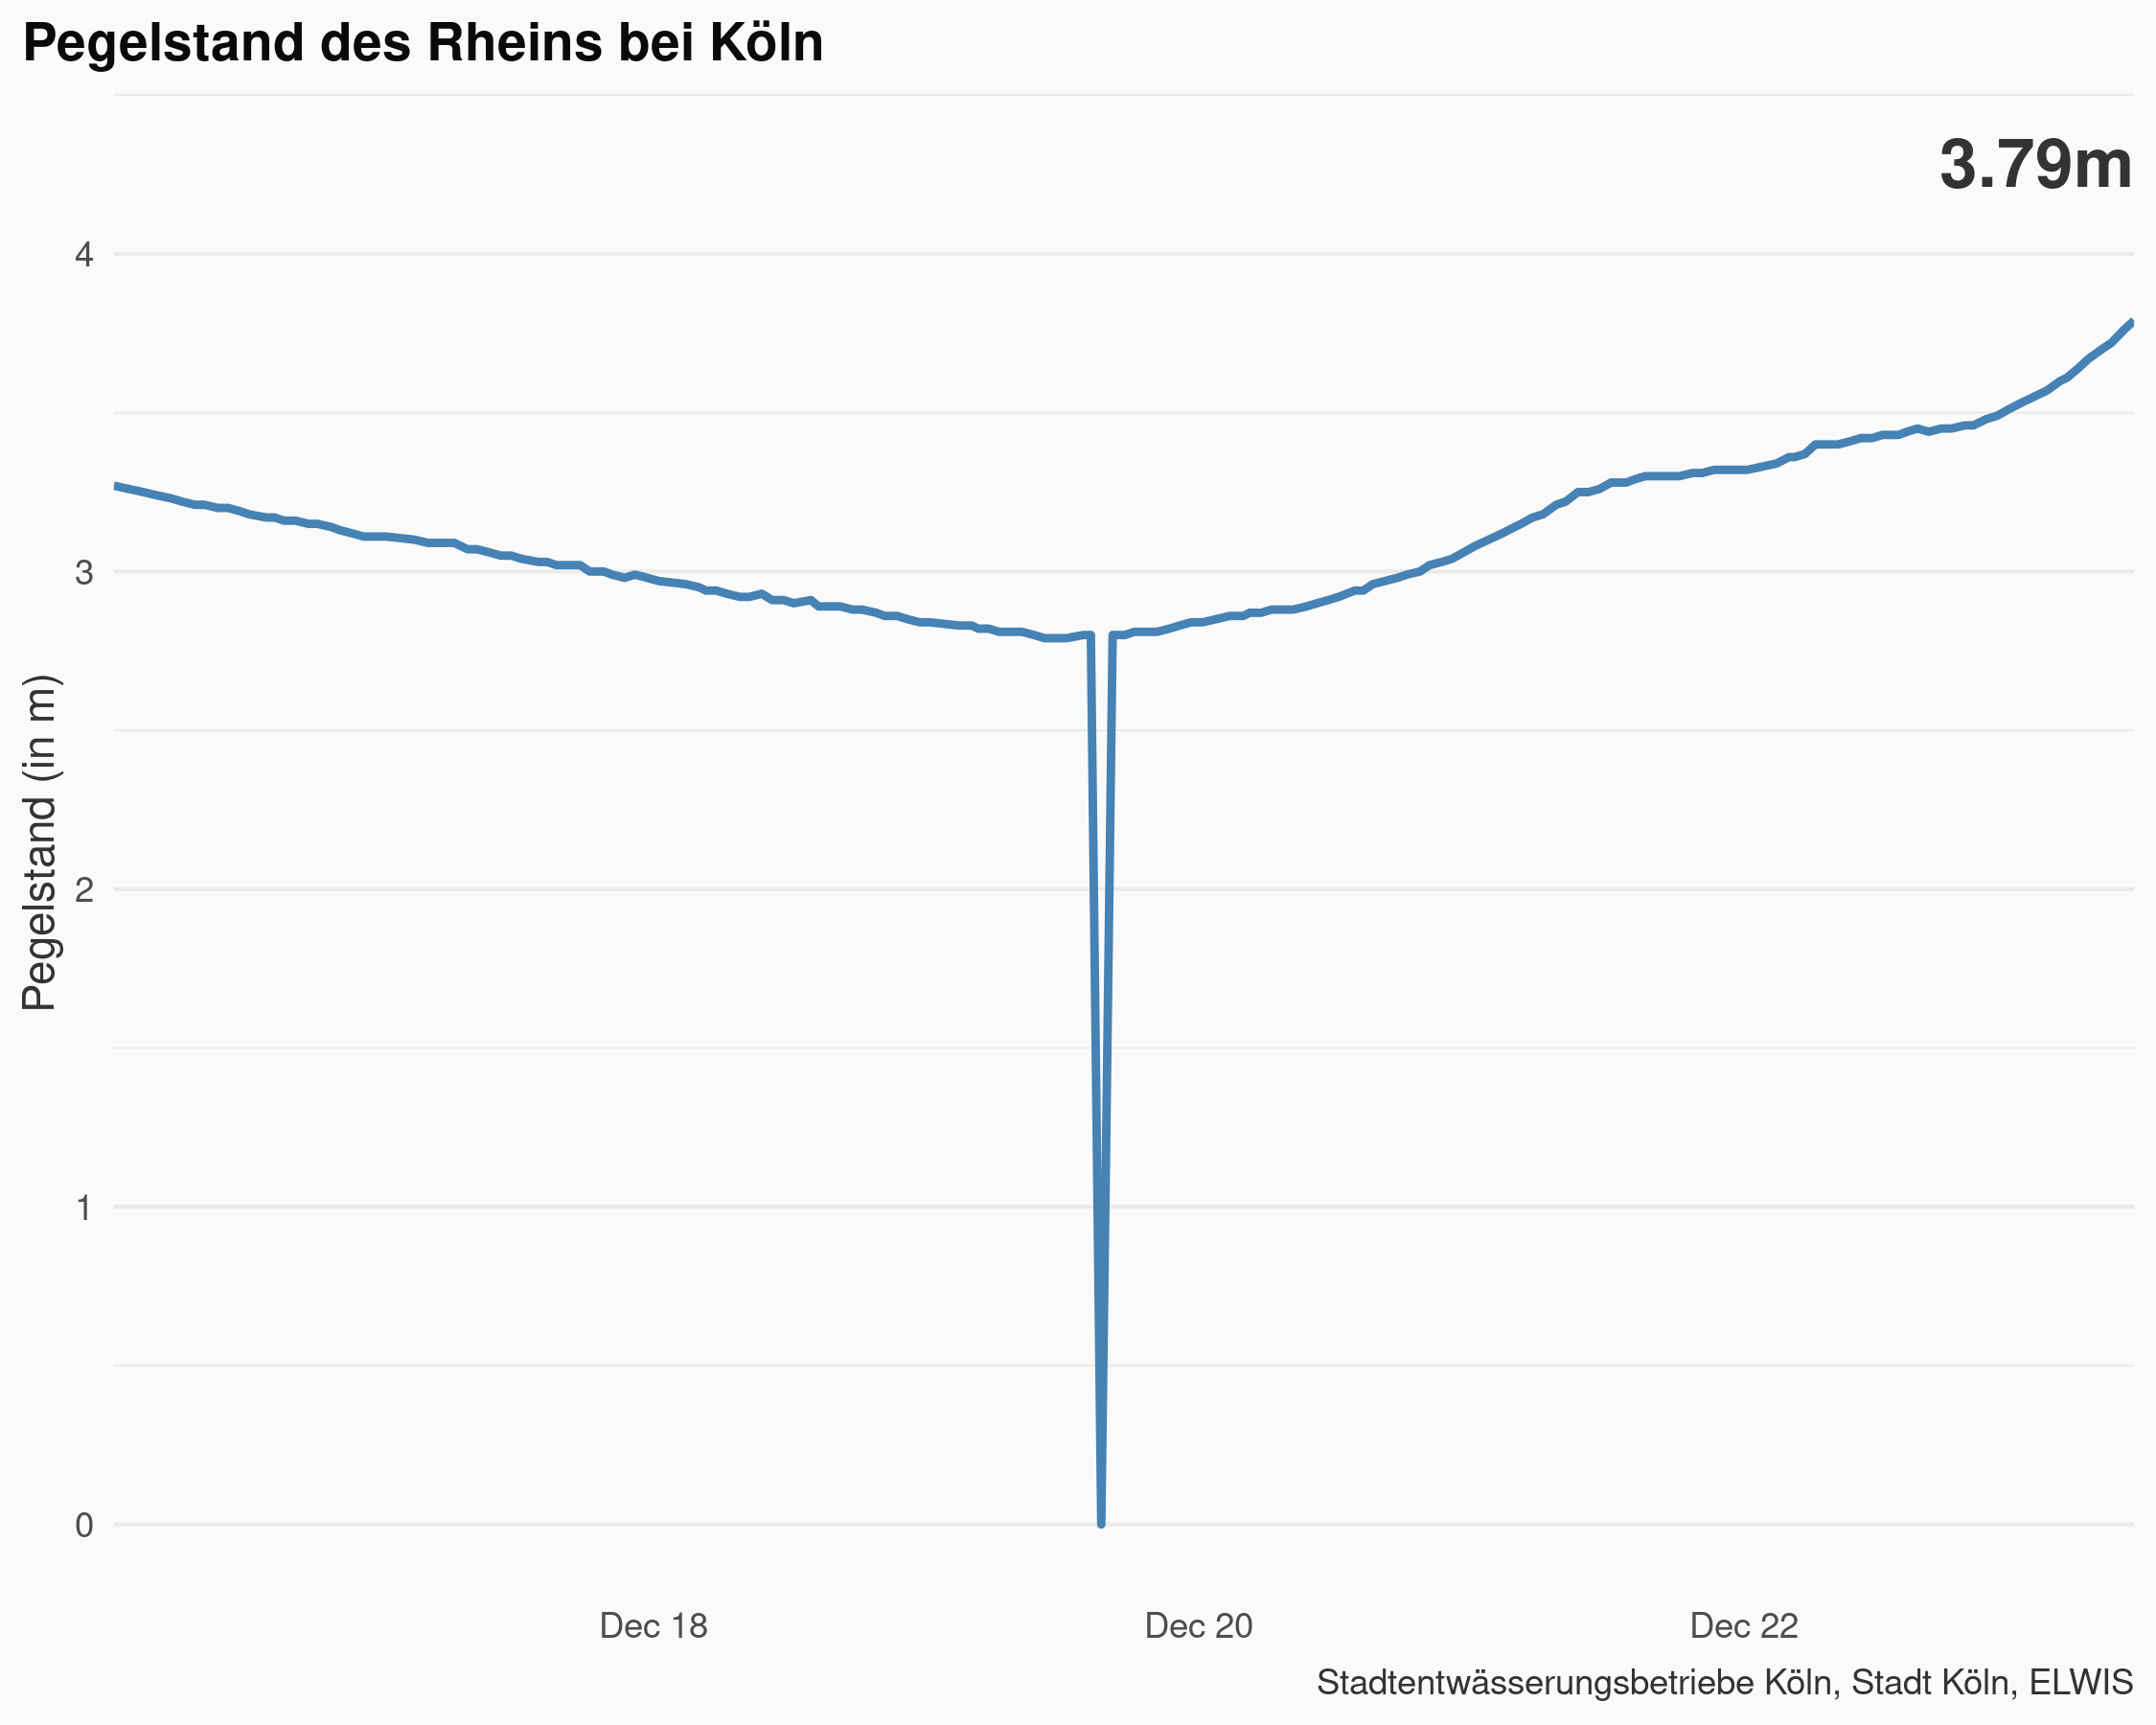 Pegelstand des Rheins bei Köln
3.79m
Pegelstand (in m)
4
3
2
1
0
Dec 18
Dec 20
Dec 22
Stadtentwässerungsbetriebe Köln, Stadt Köln, ELWIS